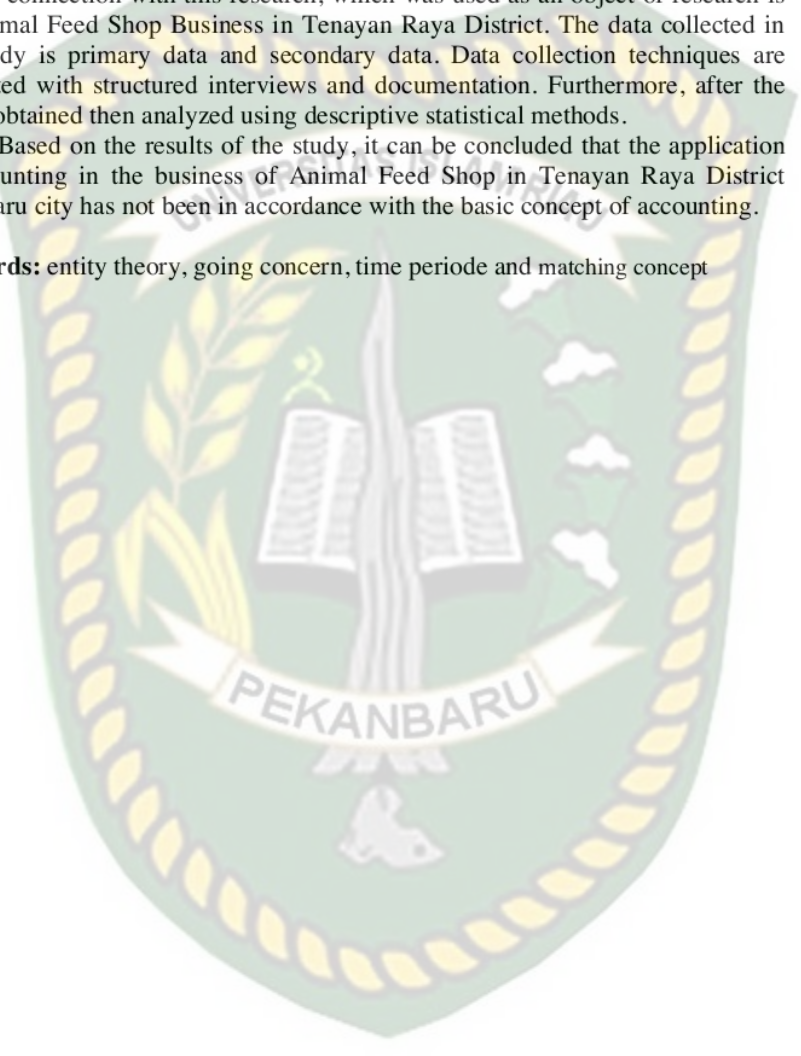 connection with this research, which was used as an object of research is
mal Feed Shop Business in Tenayan Raya District. The data collected in
dy is primary data and secondary data. Data collection techniques are
ted with structured interviews and documentation. Furthermore, after the
obtained then analyzed using descriptive statistical methods.
Based on the results of the study, it can be concluded that the application
unting in the business of Animal Feed Shop in Tenayan Raya District
aru city has not been in accordance with the basic concept of accounting.
rds: entity theory, going concern, time periode and matching concept
UNIVERSITAS ISLAM RIAU
PEKANBARU